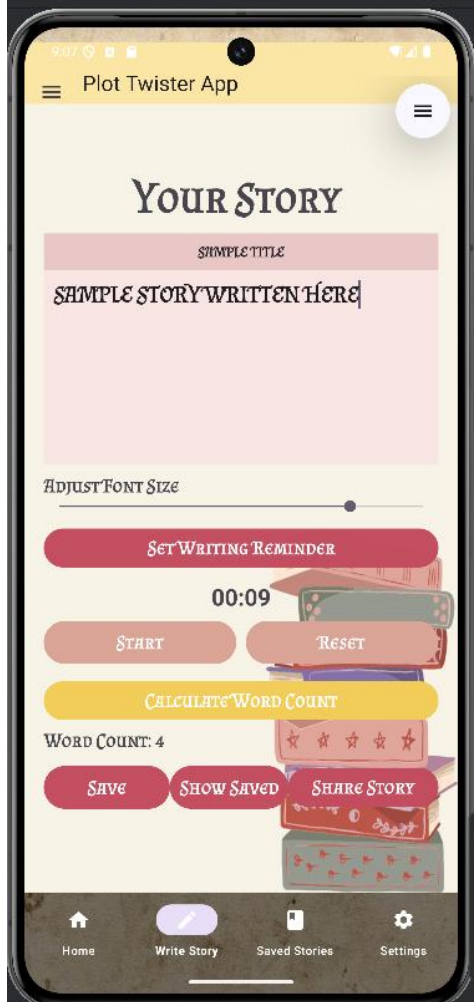 9:07
Plot Twister App
Your Story
SAMPLE TITLE
SAMPLE STORY WRITTEN HERE
Adjust Font Size
Set Writing Reminder
00:09
Start Reset
Calculate Word Count
Word Count: 4
Save Show Saved Share Story
Home Write Story Saved Stories Settings